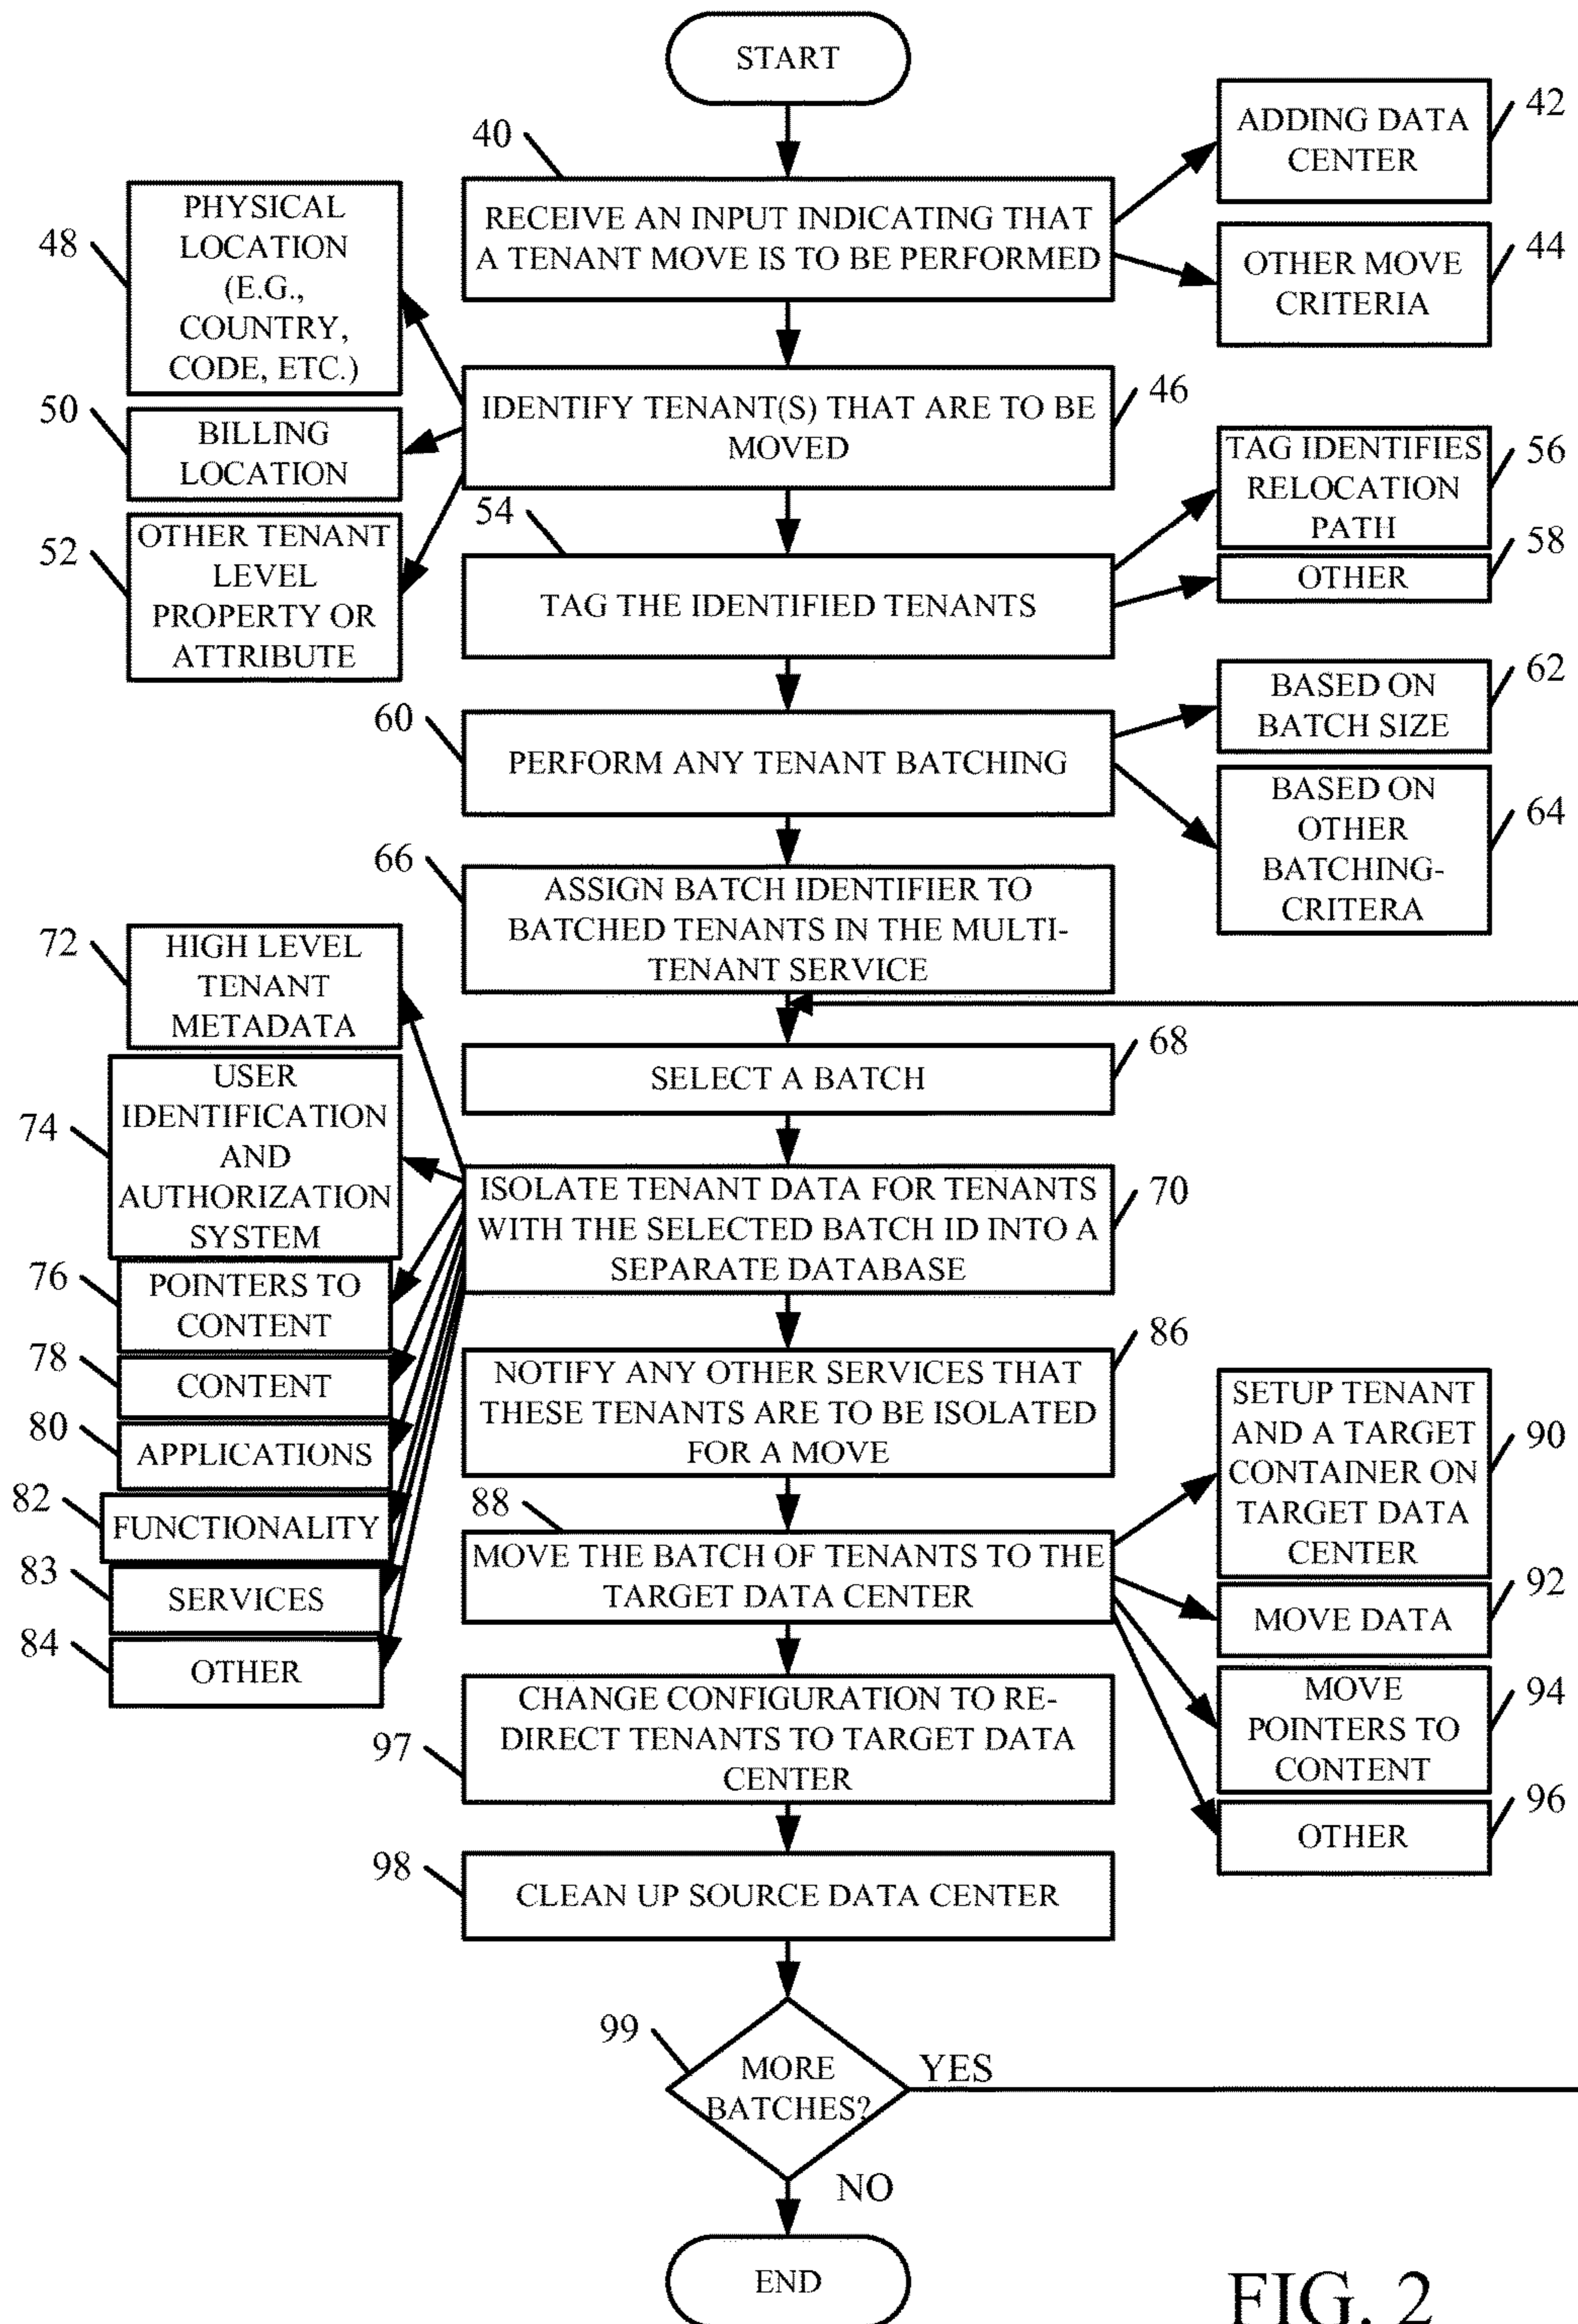 START
40
RECEIVE AN INPUT INDICATING THAT
A TENANT MOVE IS TO BE PERFORMED
ADDING DATA
CENTER
42
OTHER MOVE
CRITERIA
44
48
PHYSICAL
LOCATION
(E.G.,
COUNTRY,
CODE, ETC.)
50
BILLING
LOCATION
52
OTHER TENANT
LEVEL
PROPERTY OR
ATTRIBUTE
IDENTIFY TENANT(S) THAT ARE TO BE
MOVED
46
54
TAG THE IDENTIFIED TENANTS
TAG IDENTIFIES
RELOCATION
PATH
56
OTHER
58
60
PERFORM ANY TENANT BATCHING
BASED ON
BATCH SIZE
62
BASED ON
OTHER
BATCHING-
CRITERA
64
66
ASSIGN BATCH IDENTIFIER TO
BATCHED TENANTS IN THE MULTI-
TENANT SERVICE
SELECT A BATCH
68
72
HIGH LEVEL
TENANT
METADATA
74
USER
IDENTIFICATION
AND
AUTHORIZATION
SYSTEM
76
POINTERS TO
CONTENT
78
CONTENT
80
APPLICATIONS
82
FUNCTIONALITY
83
SERVICES
84
OTHER
ISOLATE TENANT DATA FOR TENANTS
WITH THE SELECTED BATCH ID INTO A
SEPARATE DATABASE
70
NOTIFY ANY OTHER SERVICES THAT
THESE TENANTS ARE TO BE ISOLATED
FOR A MOVE
86
88
MOVE THE BATCH OF TENANTS TO THE
TARGET DATA CENTER
SETUP TENANT
AND A TARGET
CONTAINER ON
TARGET DATA
CENTER
90
MOVE DATA
92
MOVE
POINTERS TO
CONTENT
94
OTHER
96
97
CHANGE CONFIGURATION TO RE-
DIRECT TENANTS TO TARGET DATA
CENTER
98
CLEAN UP SOURCE DATA CENTER
99
MORE
BATCHES?
YES
NO
END
FIG. 2